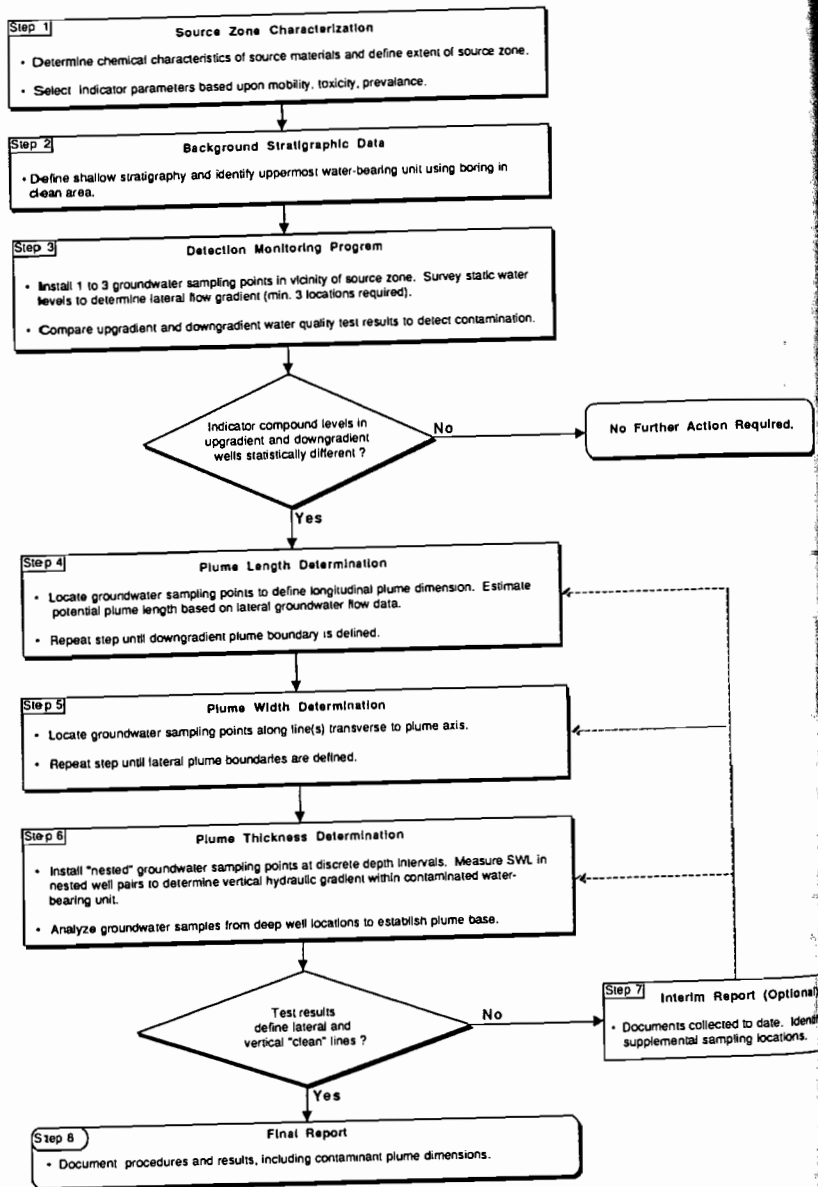 Step 1
Source Zone Characterization
• Determine chemical characteristics of source materials and define extent of source zone.
• Select indicator parameters based upon mobility, toxicity, prevalance.
Step 2
Background Stratigraphic Data
• Define shallow stratigraphy and identify uppermost water-bearing unit using boring in
clean area.
Step 3
Detection Monitoring Program
• Install 1 to 3 groundwater sampling points in vicinity of source zone. Survey static water
levels to determine lateral flow gradient (min. 3 locations required).
• Compare upgradient and downgradient water quality test results to detect contamination.
Indicator compound levels in
upgradient and downgradient
wells statistically different ?
No
No Further Action Required.
Yes
Step 4
Plume Length Determination
• Locate groundwater sampling points to define longitudinal plume dimension. Estimate
potential plume length based on lateral groundwater flow data.
• Repeat step until downgradient plume boundary is defined.
Step 5
Plume Width Determination
• Locate groundwater sampling points along line(s) transverse to plume axis.
• Repeat step until lateral plume boundaries are defined.
Step 6
Plume Thickness Determination
• Install "nested" groundwater sampling points at discrete depth intervals. Measure SWL in
nested well pairs to determine vertical hydraulic gradient within contaminated water-
bearing unit.
• Analyze groundwater samples from deep well locations to establish plume base.
Test results
define lateral and
vertical "clean" lines ?
No
Step 7
Interim Report (Optional)
• Documents collected to date. Identi
supplemental sampling locations.
Yes
Step 8
Final Report
• Document procedures and results, including contaminant plume dimensions.